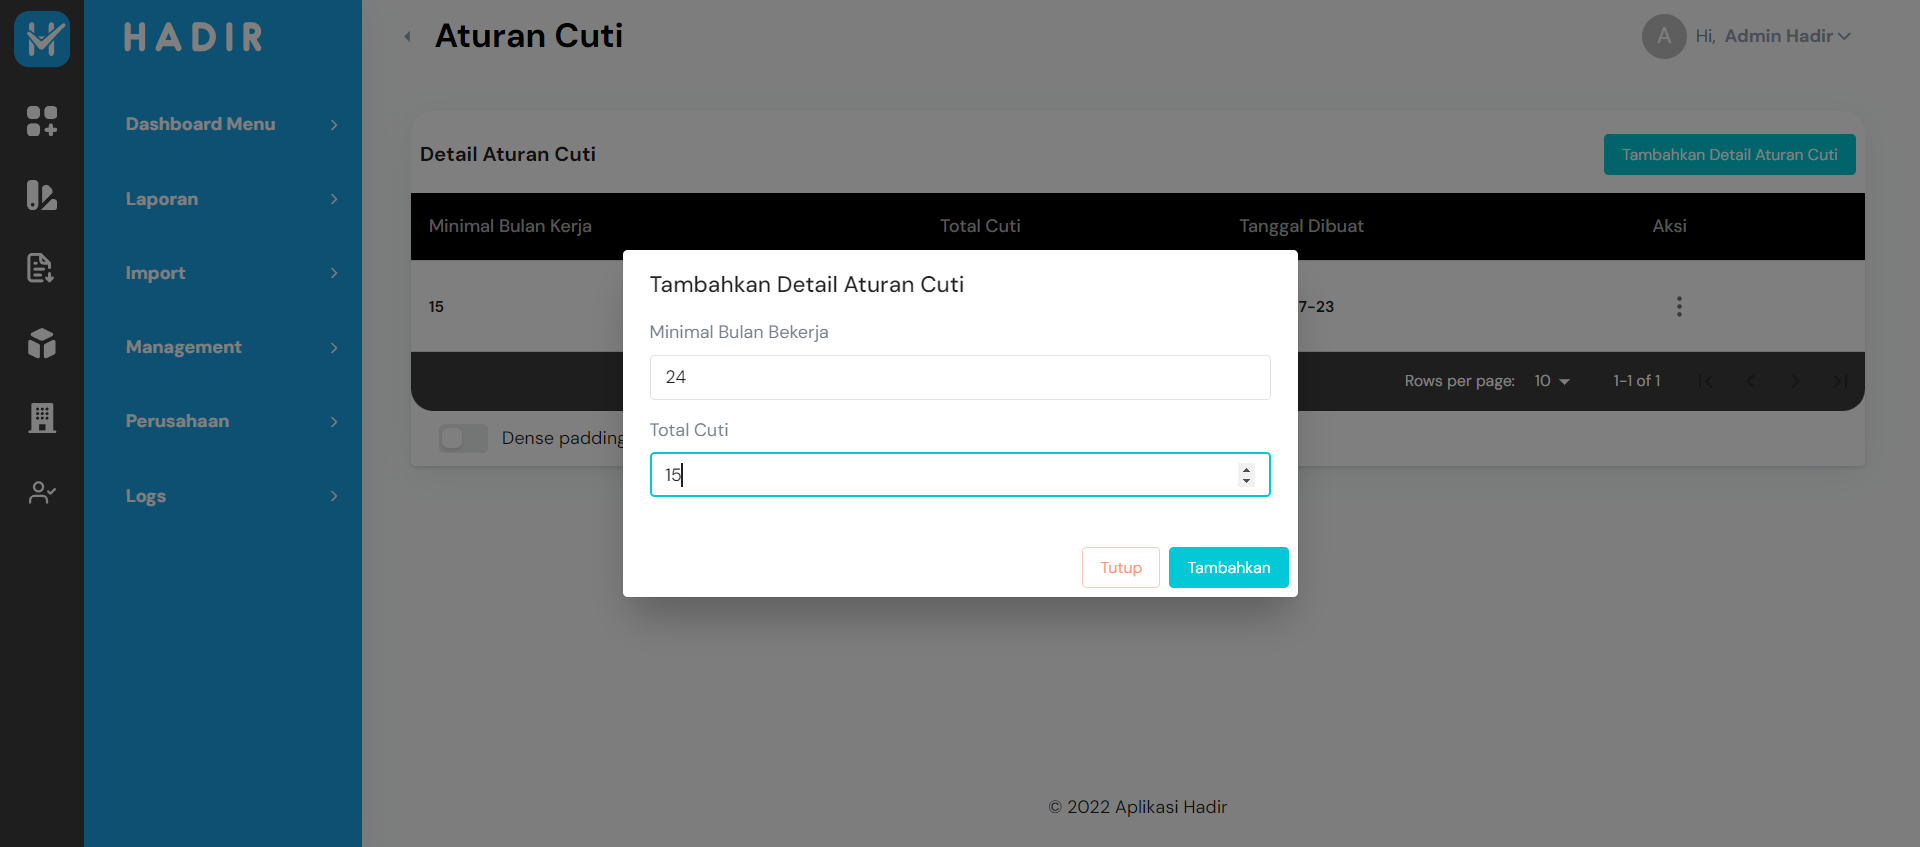 HADIR
Aturan Cuti
A
Hi, Admin Hadir
Dashboard Menu
Laporan
Import
Management
Perusahaan
Logs
Detail Aturan Cuti
Tambahkan Detail Aturan Cuti
Minimal Bulan Kerja Total Cuti Tanggal Dibuat Aksi
15 7-23
Rows per page: 10 1-1 of 1
Dense padding
Tambahkan Detail Aturan Cuti
Minimal Bulan Bekerja
24
Total Cuti
15
Tutup Tambahkan
© 2022 Aplikasi Hadir